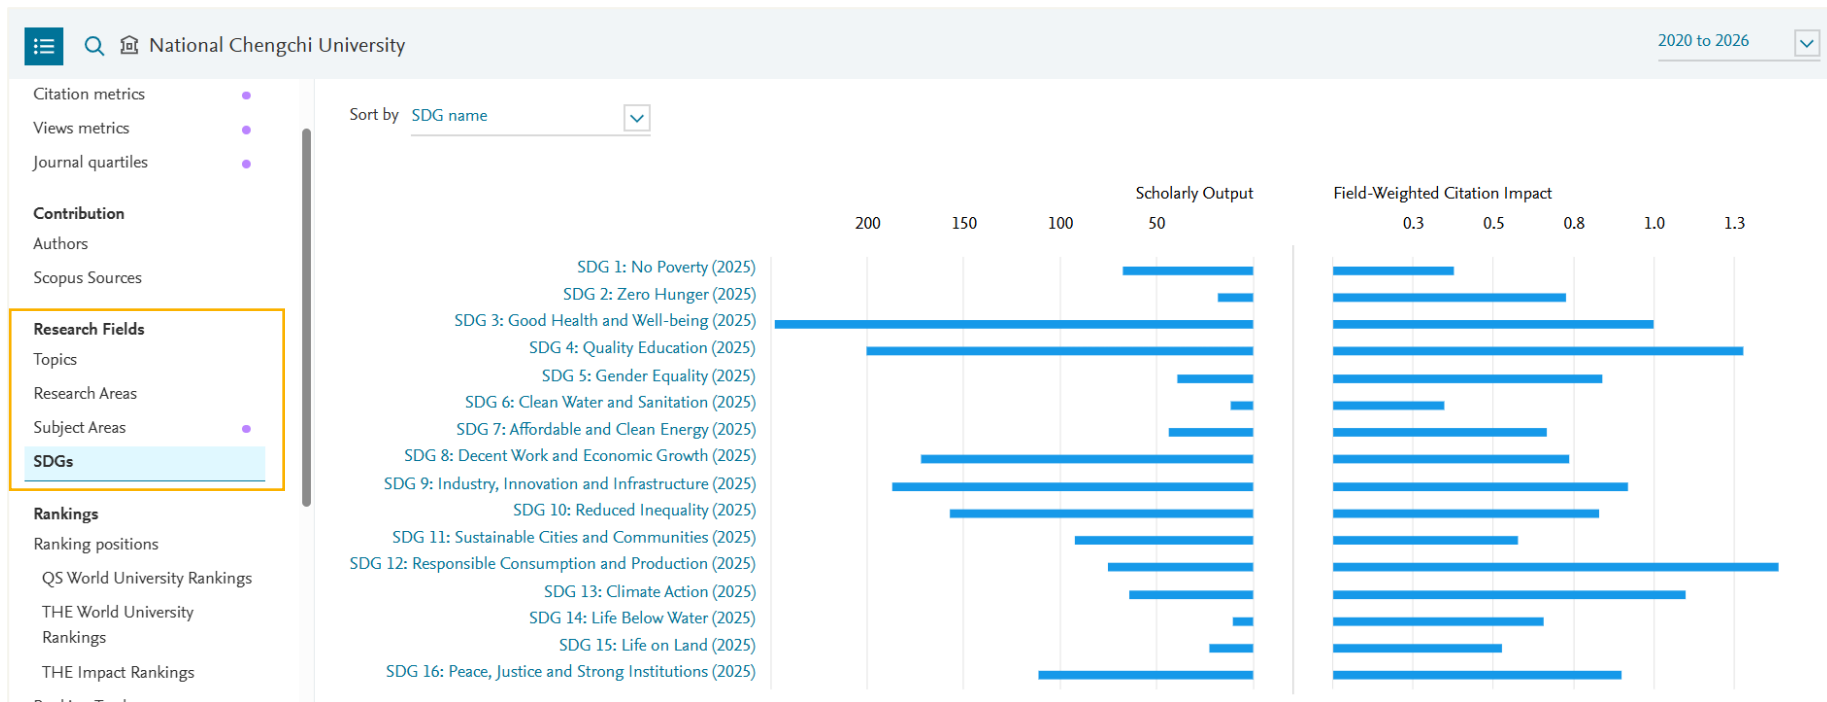 National Chengchi University
2020 to 2026
Citation metrics
Views metrics
Journal quartiles
Contribution
Authors
Scopus Sources
Research Fields
Topics
Research Areas
Subject Areas
SDGs
Rankings
Ranking positions
QS World University Rankings
THE World University
Rankings
THE Impact Rankings
Sort by SDG name
Scholarly Output
Field-Weighted Citation Impact
200 150 100 50
0.3 0.5 0.8 1.0 1.3
SDG 1: No Poverty (2025)
SDG 2: Zero Hunger (2025)
SDG 3: Good Health and Well-being (2025)
SDG 4: Quality Education (2025)
SDG 5: Gender Equality (2025)
SDG 6: Clean Water and Sanitation (2025)
SDG 7: Affordable and Clean Energy (2025)
SDG 8: Decent Work and Economic Growth (2025)
SDG 9: Industry, Innovation and Infrastructure (2025)
SDG 10: Reduced Inequality (2025)
SDG 11: Sustainable Cities and Communities (2025)
SDG 12: Responsible Consumption and Production (2025)
SDG 13: Climate Action (2025)
SDG 14: Life Below Water (2025)
SDG 15: Life on Land (2025)
SDG 16: Peace, Justice and Strong Institutions (2025)